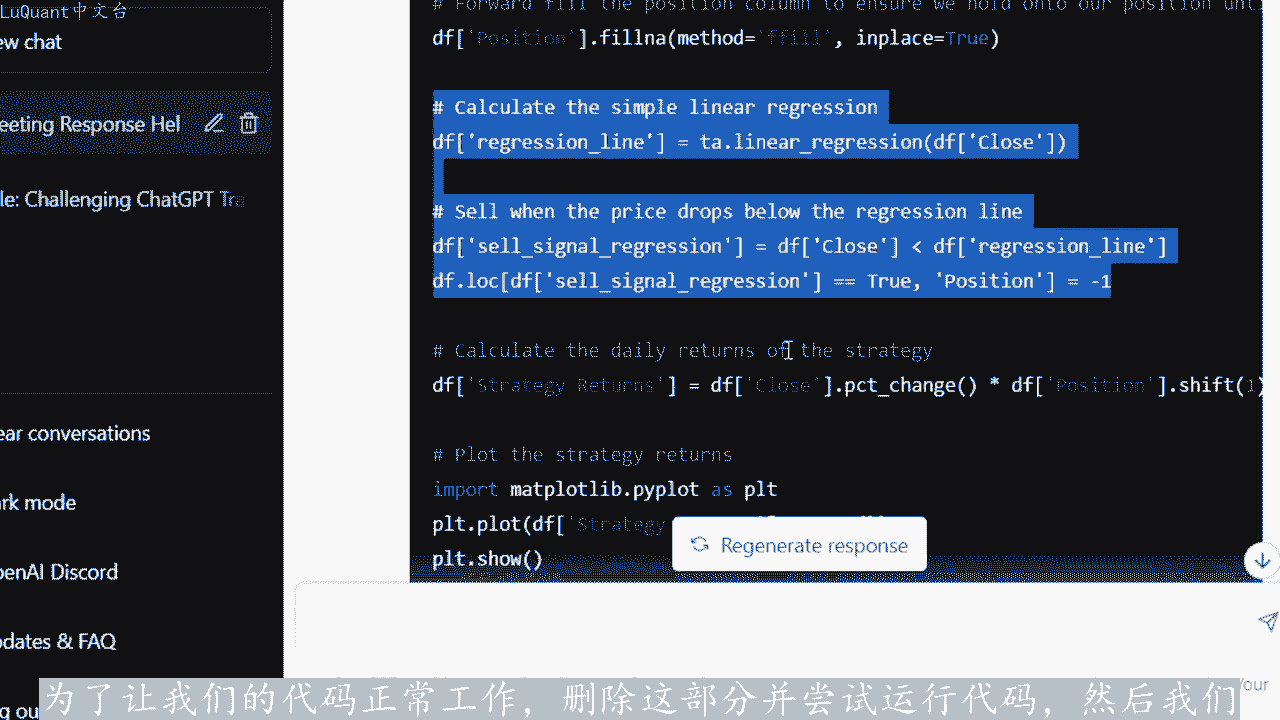 LuQuant中文台
ew chat
eeting Response Hel
le: Challenging ChatGPT Tra
ear conversations
ark mode
penAI Discord
pdates & FAQ
g ou
# Forward fill the position column to ensure we hold onto our position unti
df['Position'].fillna(method='ffill', inplace=True)
# Calculate the simple linear regression
df['regression_line'] = ta.linear_regression(df['Close'])
# Sell when the price drops below the regression line
df['sell_signal_regression'] = df['Close'] < df['regression_line']
df.loc[df['sell_signal_regression'] == True, 'Position'] = -1
# Calculate the daily returns of the strategy
df['Strategy Returns'] = df['Close'].pct_change() * df['Position'].shift(1)
# Plot the strategy returns
import matplotlib.pyplot as plt
plt.plot(df['Strategy
plt.show()
Regenerate response
/our
为了让我们的代码正常工作，删除这部分并尝试运行代码，然后我们